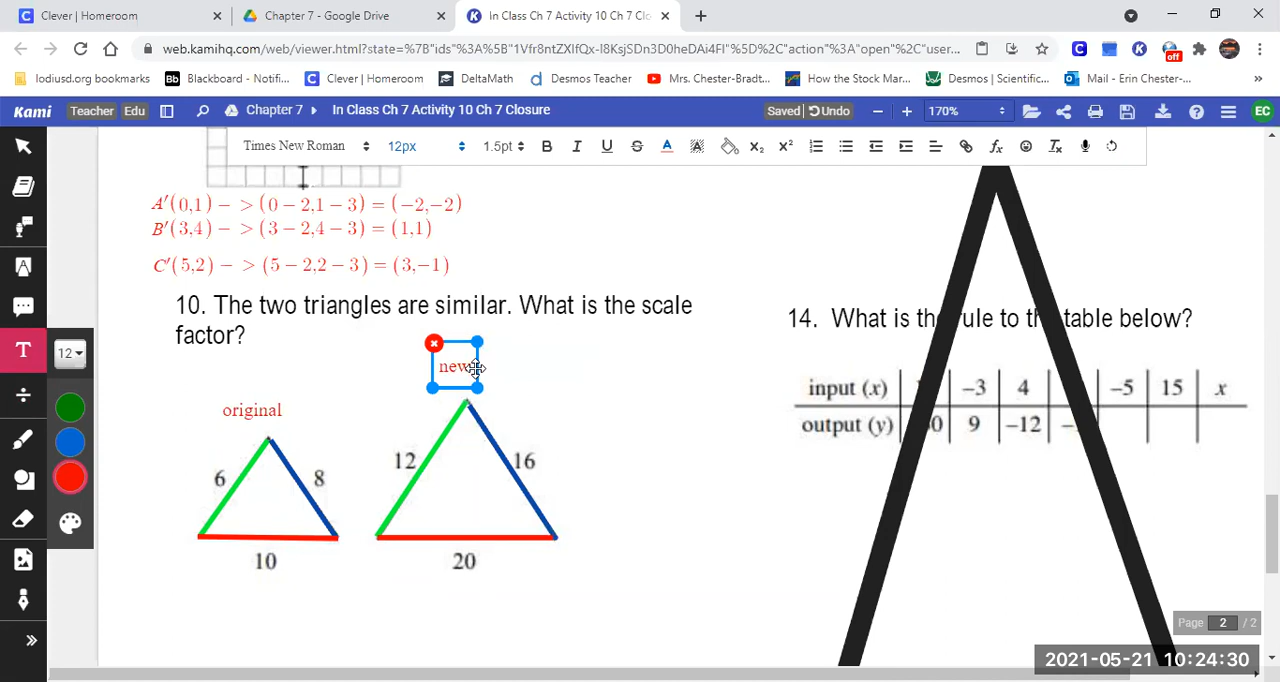 Clever | Homeroom
Chapter 7 - Google Drive
In Class Ch 7 Activity 10 Ch 7 Clo
web.kamihq.com/web/viewer.html?state=%7B"ids"%3A%5B"1Vfr8ntZXIfQx-I8KsjSDn3D0heDAi4FI"%5D%2C"action"%3A"open"%2C"user...
lodiusd.org bookmarks
Blackboard - Notifi...
Clever | Homeroom
DeltaMath
Desmos Teacher
Mrs. Chester-Bradt...
How the Stock Mar...
Desmos | Scientific...
Mail - Erin Chester-...
Kami
Teacher
Edu
Chapter 7
In Class Ch 7 Activity 10 Ch 7 Closure
Saved
Undo
170%
EC
Times New Roman
12px
1.5pt
A′(0,1) − > (0 − 2,1 − 3) = (−2,−2)
B′(3,4) − > (3 − 2,4 − 3) = (1,1)
C′(5,2) − > (5 − 2,2 − 3) = (3,−1)
10. The two triangles are similar. What is the scale
factor?
new
original
6
8
10
12
16
20
14. What is the rule to the table below?
input (x) −3 4 −5 15 x
output (y) 9 −12
12
Page 2 / 2
2021-05-21 10:24:30